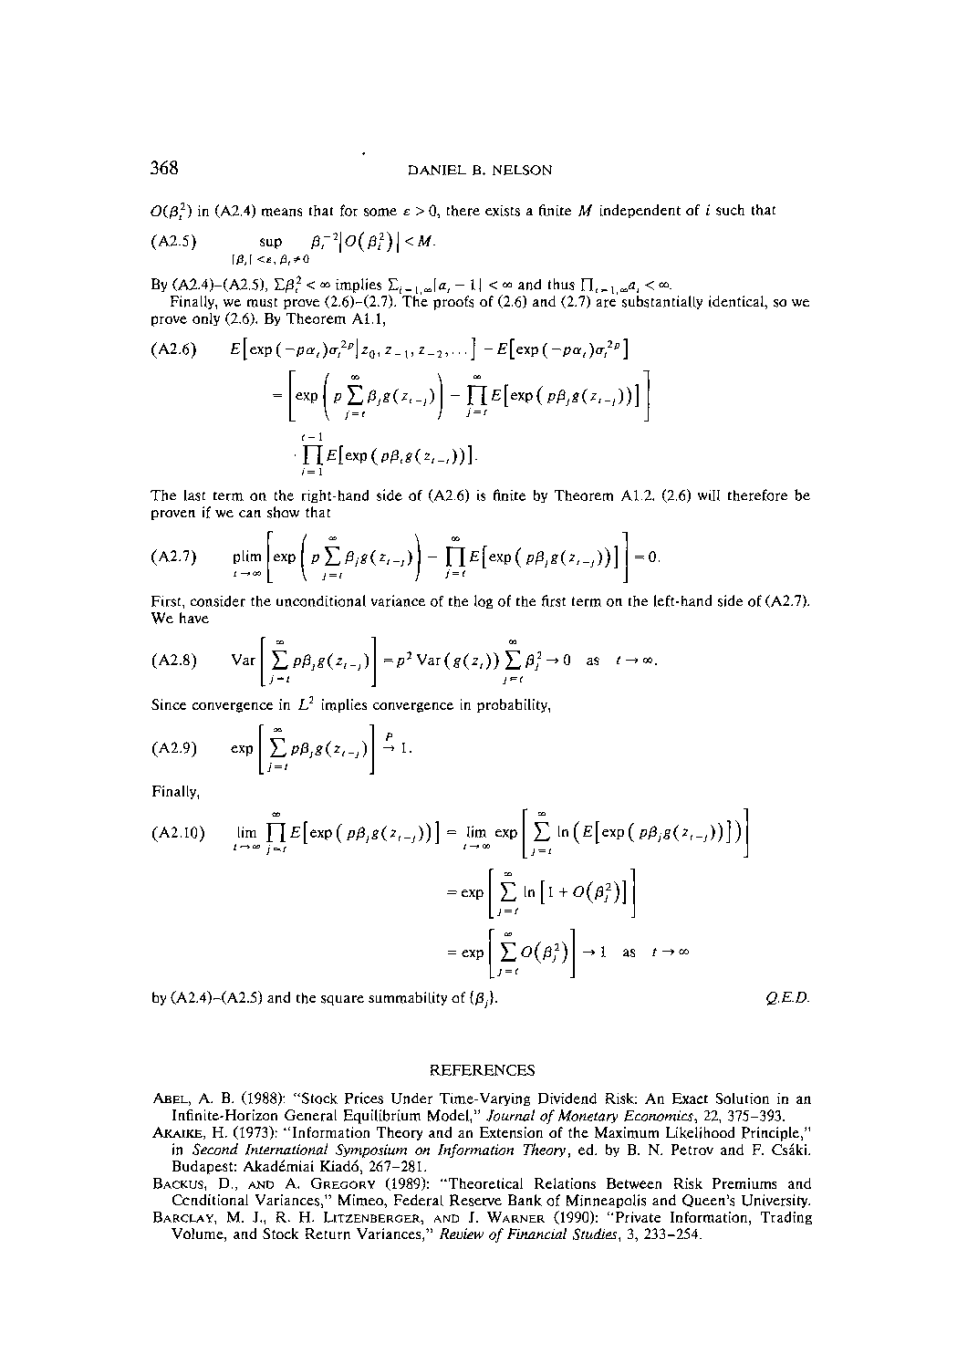 368 DANIEL B. NELSON
O(β_i^2) in (A2.4) means that for some ε > 0, there exists a finite M independent of i such that
(A2.5) sup_{|β_i| <ε, β_i ≠0} β_i^{-2}|O(β_i^2)| < M.
By (A2.4)–(A2.5), Σβ_i^2 < ∞ implies Σ_{i=1,∞}|a_i − 1| < ∞ and thus ∏_{i=1,∞}a_i < ∞.
Finally, we must prove (2.6)–(2.7). The proofs of (2.6) and (2.7) are substantially identical, so we
prove only (2.6). By Theorem A1.1,
(A2.6) E[exp(−pα_t)σ_t^{2p}|z_0, z_{−1}, z_{−2},...] − E[exp(−pα_t)σ_t^{2p}]
= [exp(p Σ_{j=t}^∞ β_j g(z_{t−j})) − ∏_{j=t}^∞ E[exp(pβ_j g(z_{t−j}))]]
· ∏_{i=1}^{t−1} E[exp(pβ_i g(z_{t−i}))].
The last term on the right-hand side of (A2.6) is finite by Theorem A1.2. (2.6) will therefore be
proven if we can show that
(A2.7) plim_{t→∞} [exp(p Σ_{j=t}^∞ β_j g(z_{t−j})) − ∏_{j=t}^∞ E[exp(pβ_j g(z_{t−j}))]] = 0.
First, consider the unconditional variance of the log of the first term on the left-hand side of (A2.7).
We have
(A2.8) Var[Σ_{j=t}^∞ pβ_j g(z_{t−j})] = p^2 Var(g(z_t)) Σ_{j=t}^∞ β_j^2 → 0 as t → ∞.
Since convergence in L^2 implies convergence in probability,
(A2.9) exp[Σ_{j=t}^∞ pβ_j g(z_{t−j})] →^P 1.
Finally,
(A2.10) lim_{t→∞} ∏_{j=t}^∞ E[exp(pβ_j g(z_{t−j}))] = lim_{t→∞} exp[Σ_{j=t}^∞ ln(E[exp(pβ_j g(z_{t−j}))])]
= exp[Σ_{j=t}^∞ ln[1 + O(β_j^2)]]
= exp[Σ_{j=t}^∞ O(β_j^2)] → 1 as t → ∞
by (A2.4)–(A2.5) and the square summability of {β_j}. Q.E.D.
REFERENCES
ABEL, A. B. (1988): "Stock Prices Under Time-Varying Dividend Risk: An Exact Solution in an
Infinite-Horizon General Equilibrium Model," Journal of Monetary Economics, 22, 375–393.
AKAIKE, H. (1973): "Information Theory and an Extension of the Maximum Likelihood Principle,"
in Second International Symposium on Information Theory, ed. by B. N. Petrov and F. Csáki.
Budapest: Akadémiai Kiadó, 267–281.
BACKUS, D., AND A. GREGORY (1989): "Theoretical Relations Between Risk Premiums and
Conditional Variances," Mimeo, Federal Reserve Bank of Minneapolis and Queen's University.
BARCLAY, M. J., R. H. LITZENBERGER, AND J. WARNER (1990): "Private Information, Trading
Volume, and Stock Return Variances," Review of Financial Studies, 3, 233–254.